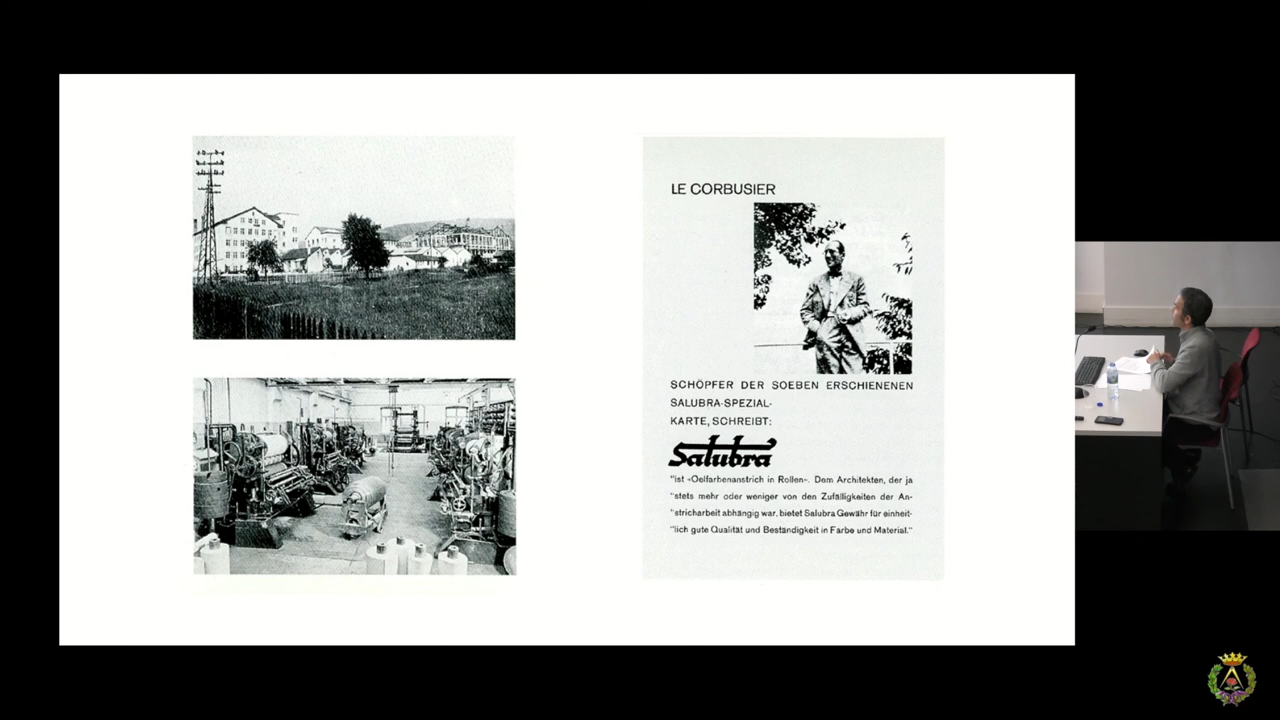 LE CORBUSIER
SCHÖPFER DER SOEBEN ERSCHIENENEN
SALUBRA-SPEZIAL-
KARTE, SCHREIBT:
Salubra
"ist «Oelfarbenanstrich in Rollen». Dem Architekten, der ja
"stets mehr oder weniger von den Zufälligkeiten der An-
"stricharbeit abhängig war, bietet Salubra Gewähr für einheit-
"lich gute Qualität und Beständigkeit in Farbe und Material."